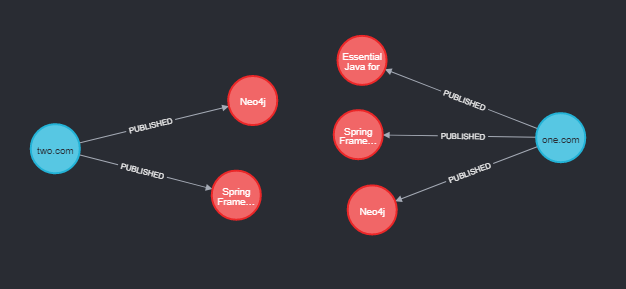 two.com
PUBLISHED
Neo4j
PUBLISHED
Spring
Frame...
Essential
Java for
PUBLISHED
Spring
Frame...
PUBLISHED
one.com
PUBLISHED
Neo4j